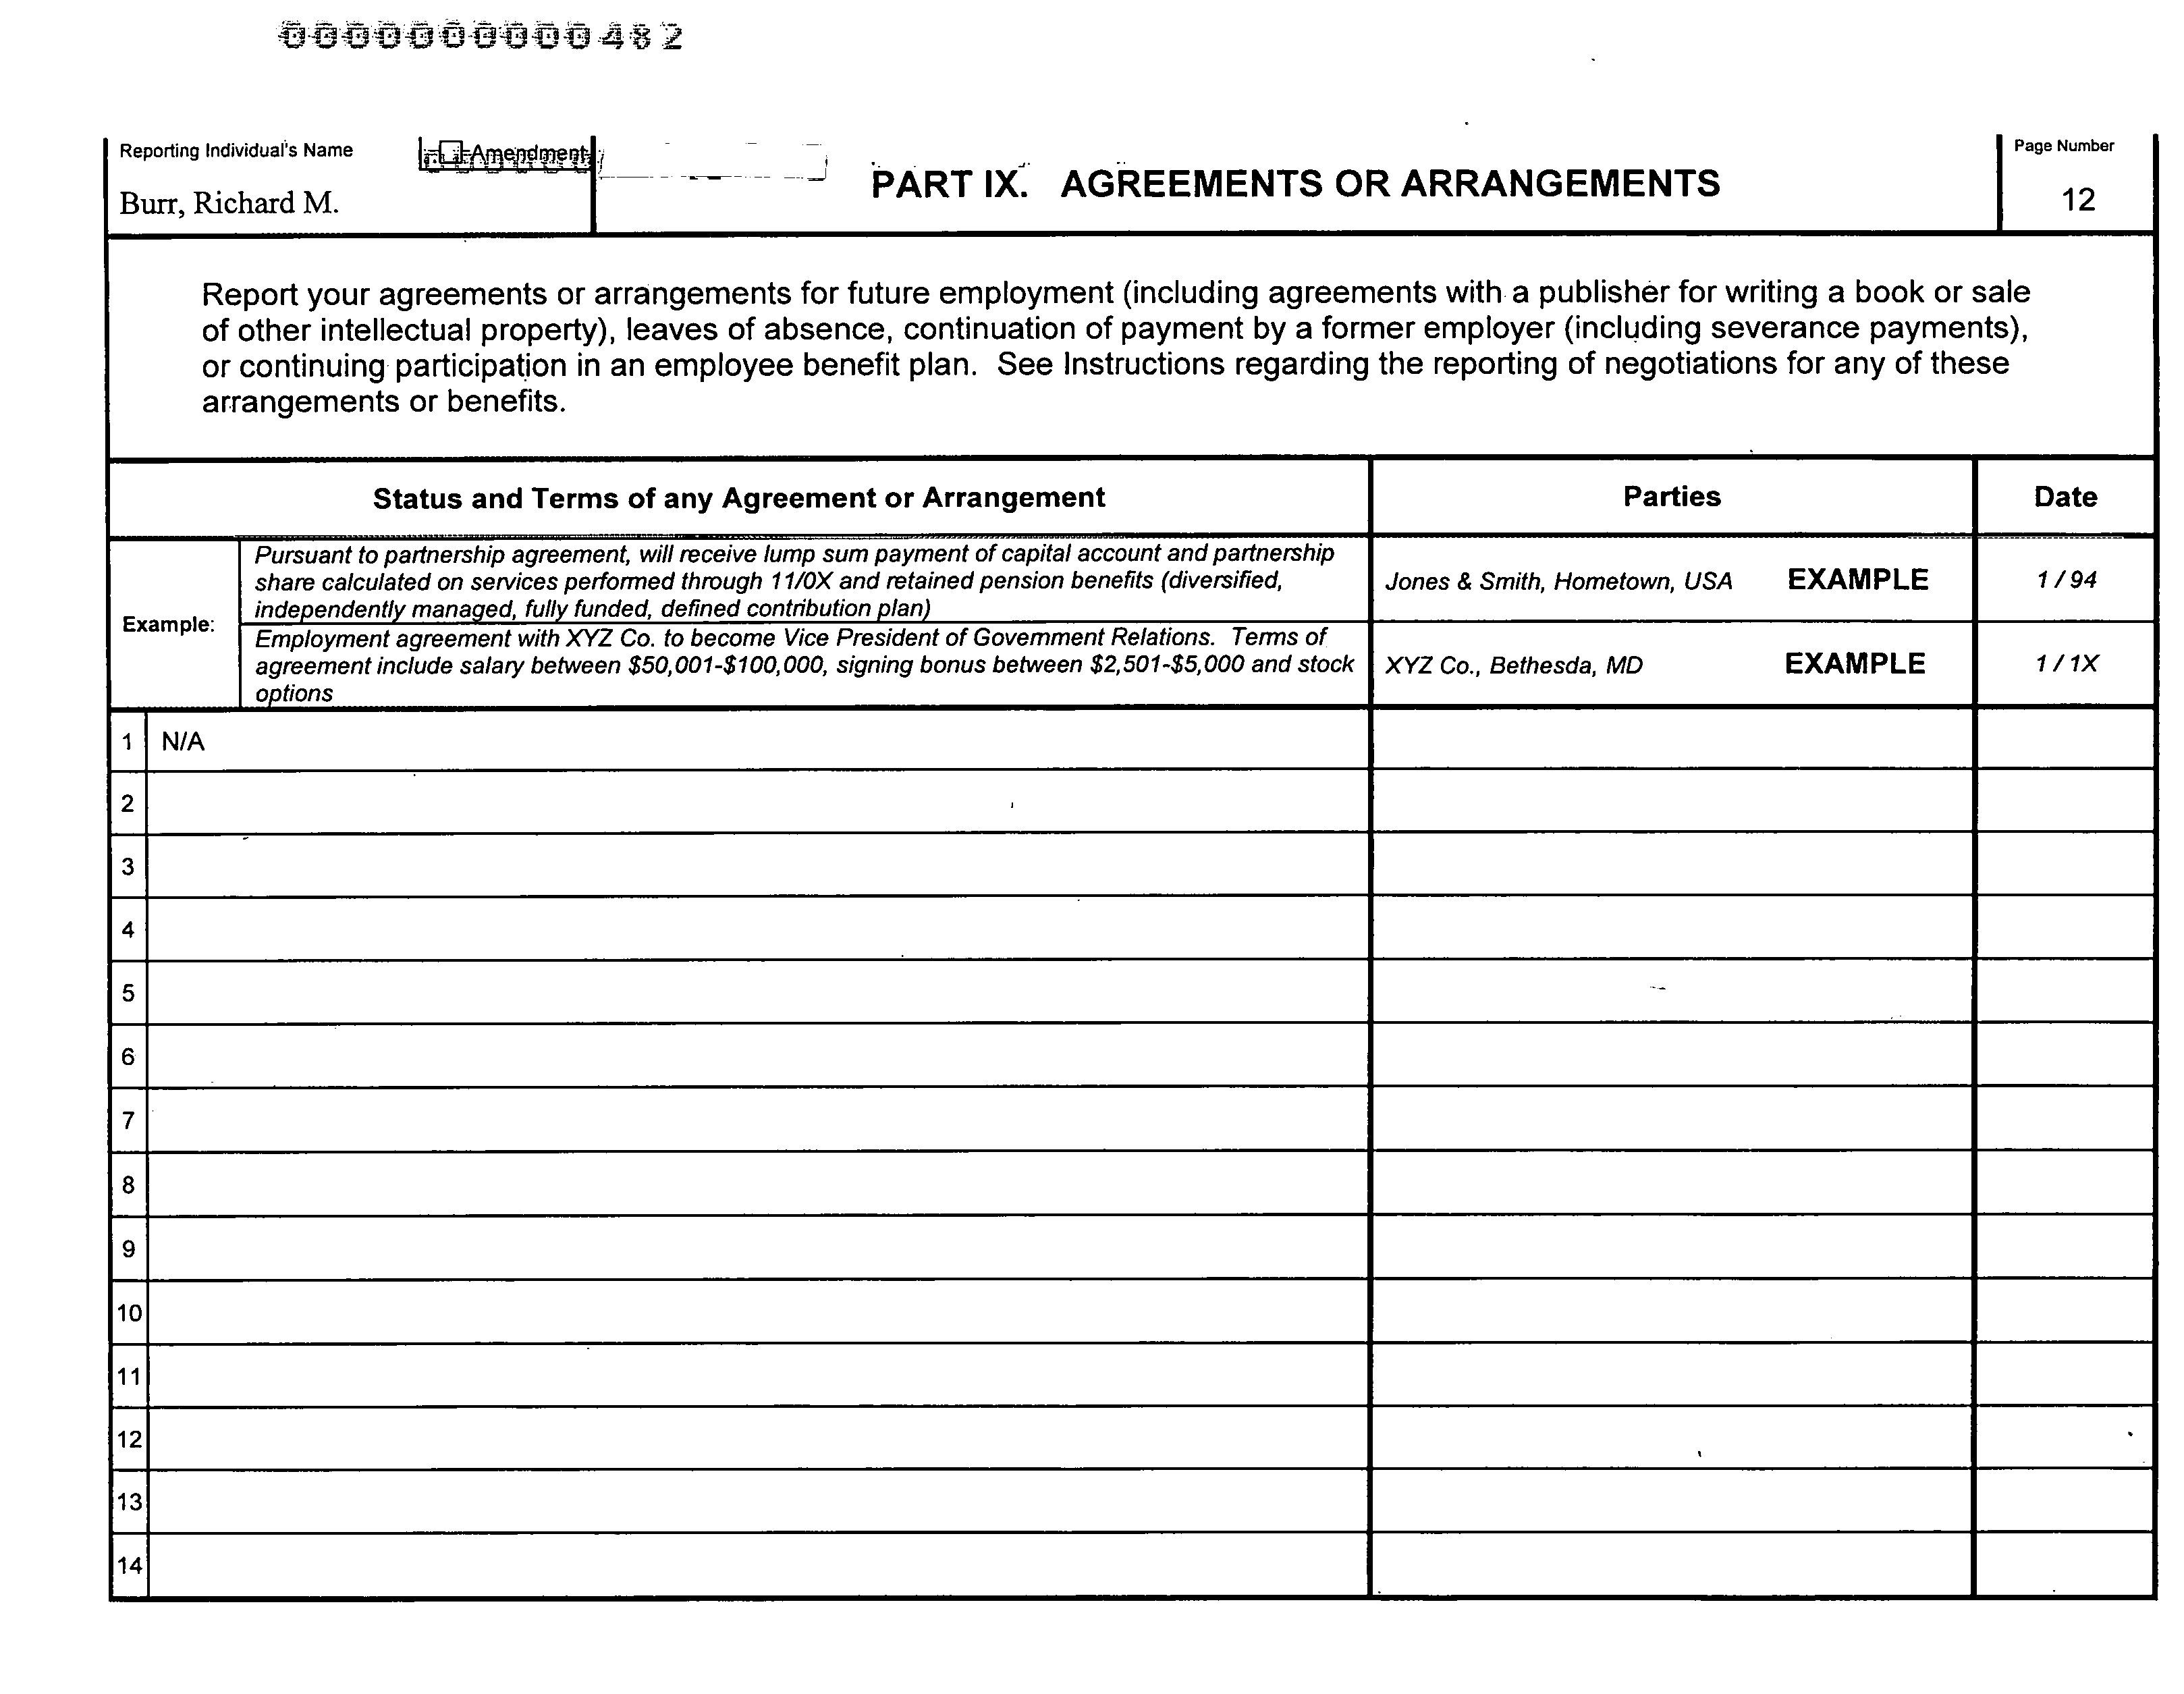 0000000000482
Reporting Individual's Name
Amendment
Burr, Richard M.
PART IX. AGREEMENTS OR ARRANGEMENTS
Page Number
12
Report your agreements or arrangements for future employment (including agreements with a publisher for writing a book or sale
of other intellectual property), leaves of absence, continuation of payment by a former employer (including severance payments),
or continuing participation in an employee benefit plan. See Instructions regarding the reporting of negotiations for any of these
arrangements or benefits.
Status and Terms of any Agreement or Arrangement Parties Date
Example:
Pursuant to partnership agreement, will receive lump sum payment of capital account and partnership
share calculated on services performed through 11/0X and retained pension benefits (diversified,
independently managed, fully funded, defined contribution plan)
Jones & Smith, Hometown, USA EXAMPLE 1 / 94
Employment agreement with XYZ Co. to become Vice President of Government Relations. Terms of
agreement include salary between $50,001-$100,000, signing bonus between $2,501-$5,000 and stock
options
XYZ Co., Bethesda, MD EXAMPLE 1 / 1X
1 N/A
2
3
4
5
6
7
8
9
10
11
12
13
14